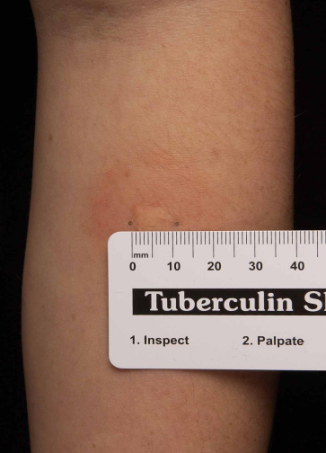 mm
0 10 20 30 40
Tuberculin
1. Inspect 2. Palpate